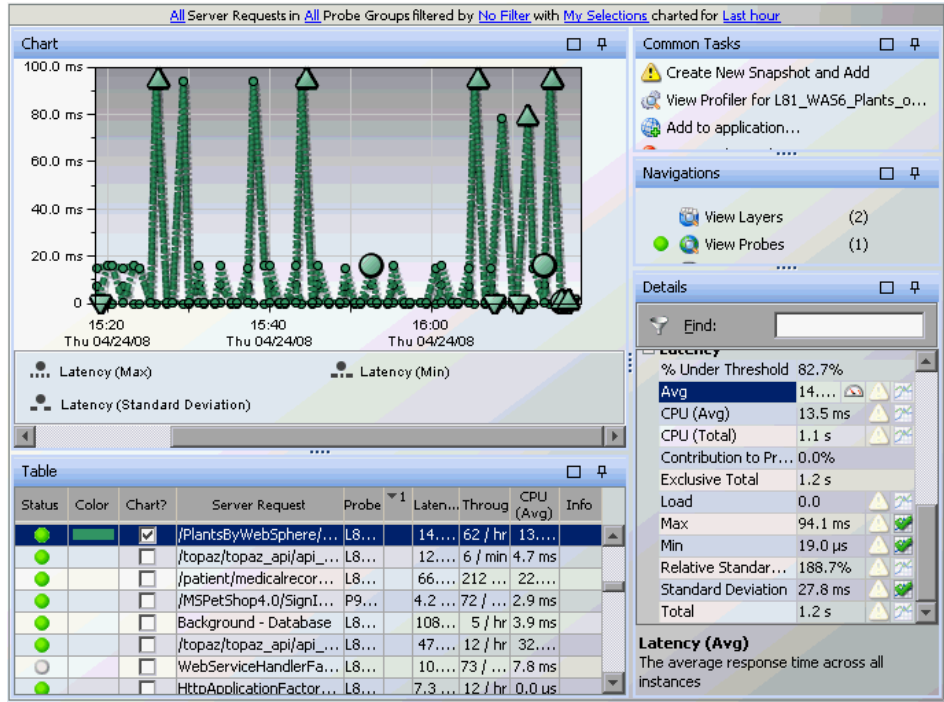 All Server Requests in All Probe Groups filtered by No Filter with My Selections charted for Last hour
Chart
100.0 ms
80.0 ms
60.0 ms
40.0 ms
20.0 ms
0
15:20
15:40
16:00
Thu 04/24/08
Thu 04/24/08
Thu 04/24/08
Latency (Max)
Latency (Min)
Latency (Standard Deviation)
Table
Status Color Chart? Server Request Probe 1 Laten... Throug CPU (Avg) Info
/PlantsByWebSphere/... L8... 14.... 62 / hr 13....
/topaz/topaz_api/api_... L8... 12.... 6 / min 4.7 ms
/patient/medicalrecor... L8... 66.... 212 ... 22....
/MSPetShop4.0/SignI... P9... 4.2 ... 72 / ... 2.9 ms
Background - Database L8... 108... 5 / hr 3.9 ms
/topaz/topaz_api/api_... L8... 47.... 12 / hr 32....
WebServiceHandlerFa... L8... 10.... 73 / ... 7.8 ms
HttpApplicationFactor... L8... 7.3 ... 12 / hr 0.0 us
Common Tasks
Create New Snapshot and Add
View Profiler for L81_WAS6_Plants_o...
Add to application...
Navigations
View Layers (2)
View Probes (1)
Details
Find:
Latency
% Under Threshold 82.7%
Avg 14....
CPU (Avg) 13.5 ms
CPU (Total) 1.1 s
Contribution to Pr... 0.0%
Exclusive Total 1.2 s
Load 0.0
Max 94.1 ms
Min 19.0 µs
Relative Standar... 188.7%
Standard Deviation 27.8 ms
Total 1.2 s
Latency (Avg)
The average response time across all
instances